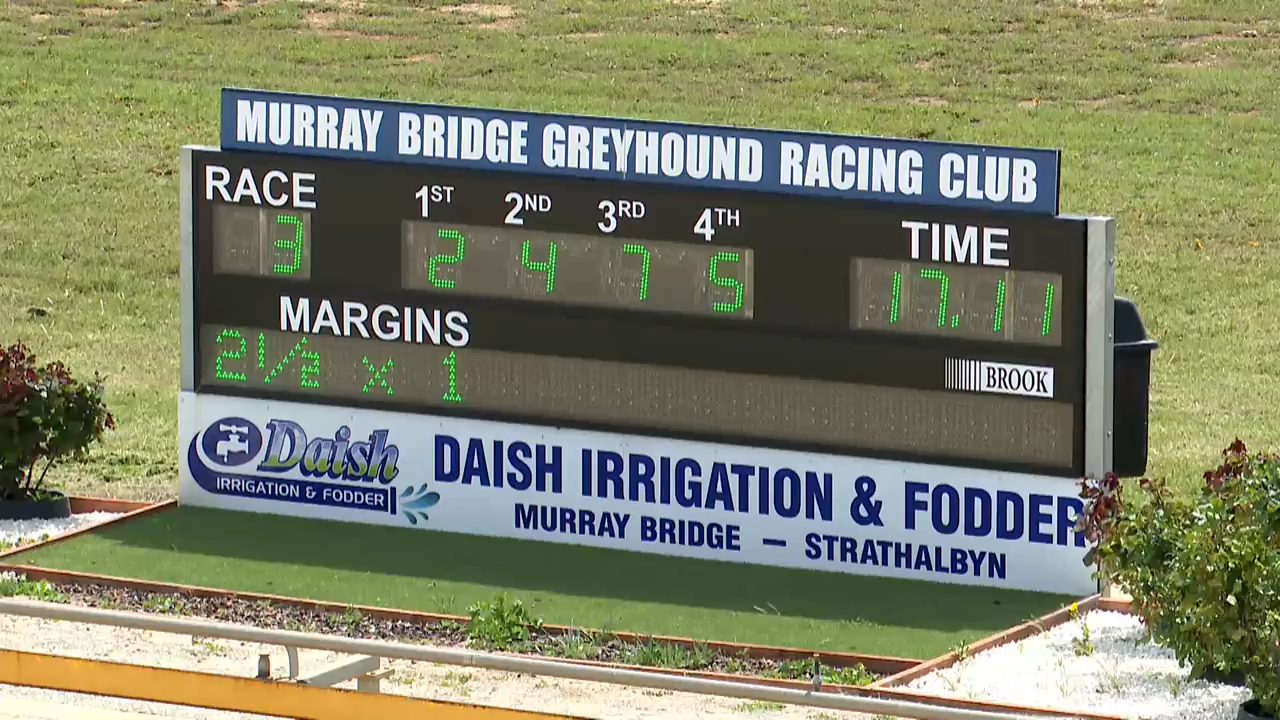 MURRAY BRIDGE GREYHOUND RACING CLUB
RACE 1ST 2ND 3RD 4TH TIME
3 2 4 7 5 17.11
MARGINS
2½ x 1
BROOK
Daish
IRRIGATION & FODDER
DAISH IRRIGATION & FODDER
MURRAY BRIDGE – STRATHALBYN